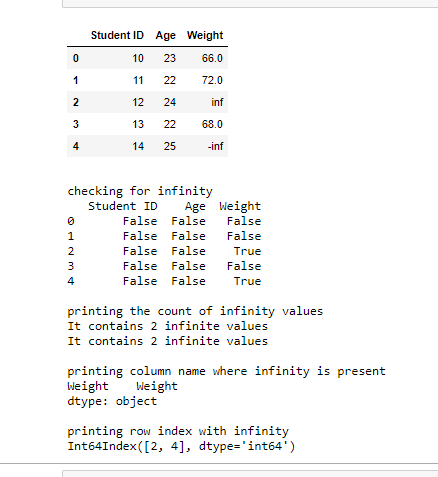 Student ID Age Weight
0 10 23 66.0
1 11 22 72.0
2 12 24 inf
3 13 22 68.0
4 14 25 -inf
checking for infinity
Student ID Age Weight
0 False False False
1 False False False
2 False False True
3 False False False
4 False False True
printing the count of infinity values
It contains 2 infinite values
It contains 2 infinite values
printing column name where infinity is present
Weight Weight
dtype: object
printing row index with infinity
Int64Index([2, 4], dtype='int64')